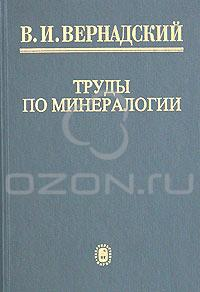 В. И. ВЕРНАДСКИЙ
ТРУДЫ
ПО МИНЕРАЛОГИИ
OZON.ru